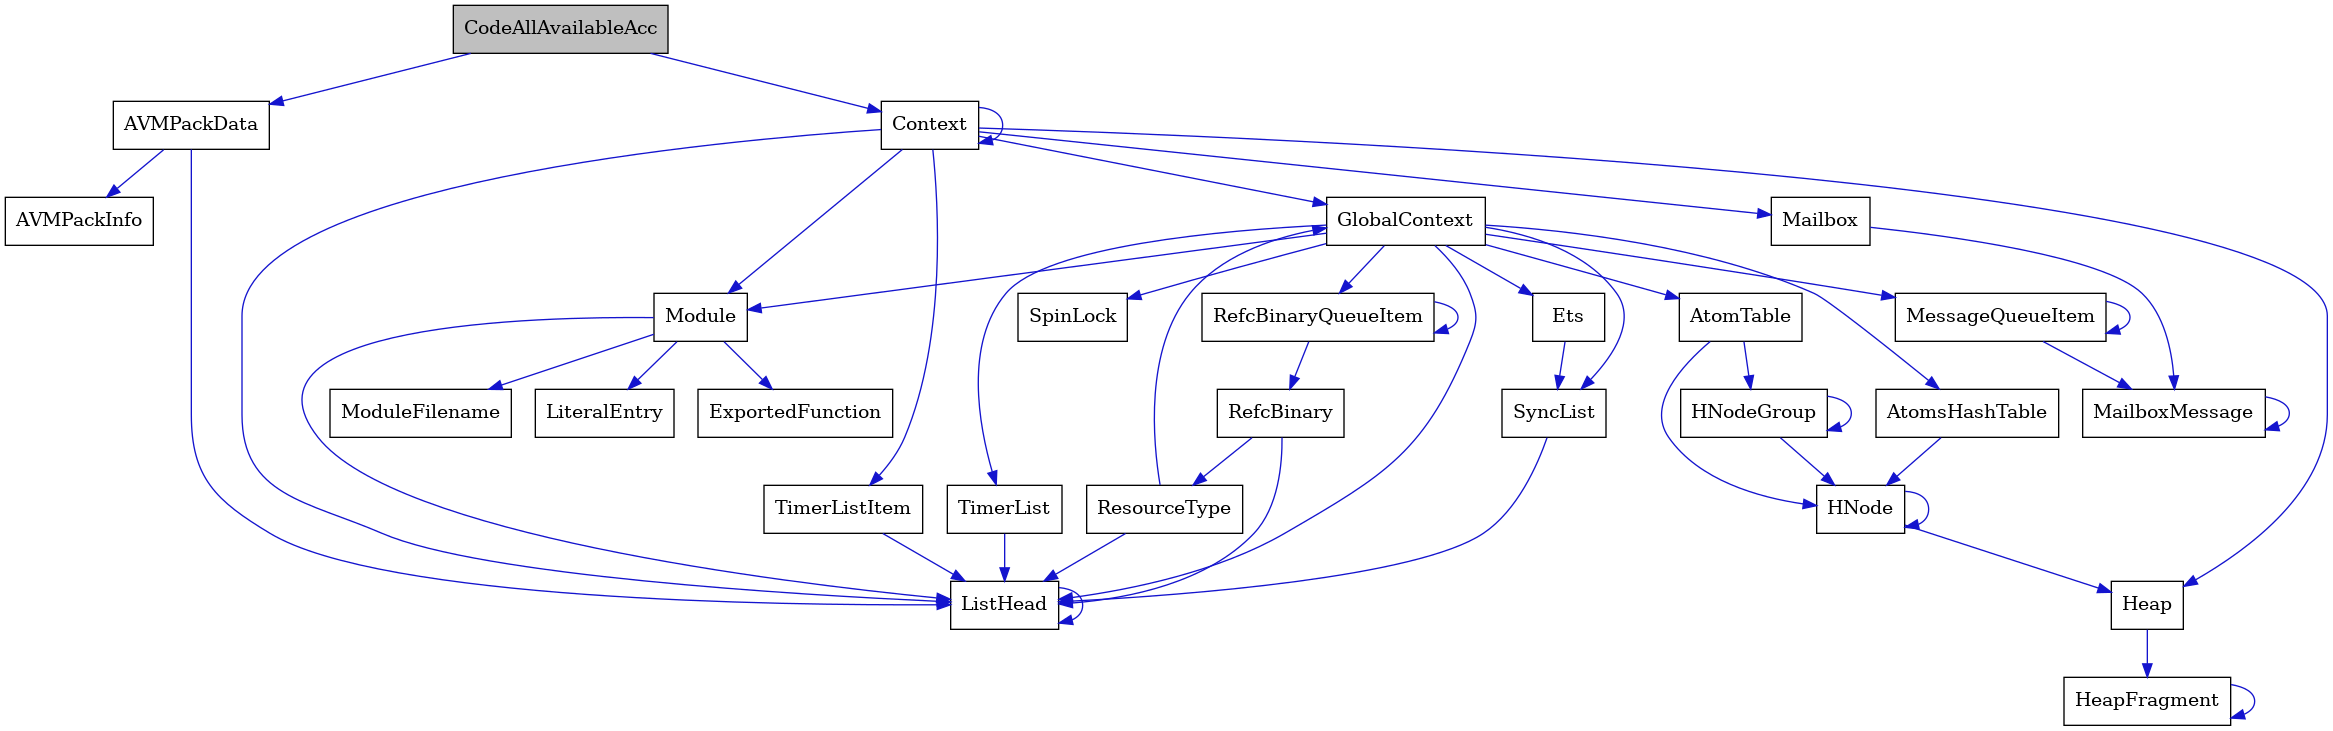 CodeAllAvailableAcc
AVMPackData
Context
AVMPackInfo
GlobalContext
Mailbox
Module
SpinLock
RefcBinaryQueueItem
Ets
AtomTable
MessageQueueItem
ModuleFilename
LiteralEntry
ExportedFunction
RefcBinary
SyncList
HNodeGroup
AtomsHashTable
MailboxMessage
TimerListItem
TimerList
ResourceType
HNode
ListHead
Heap
HeapFragment